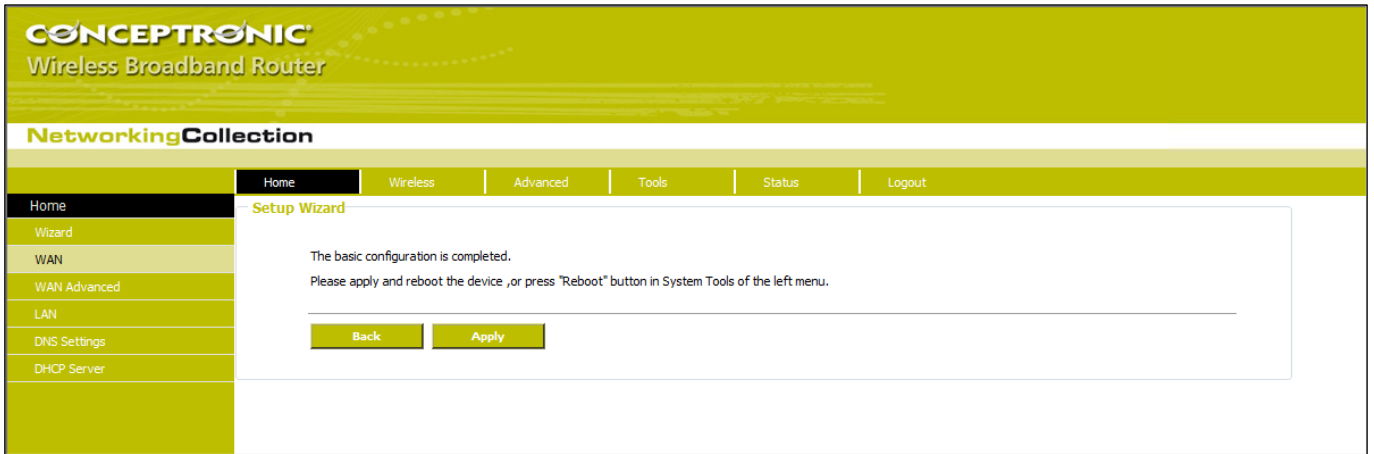 CONCEPTRONIC
Wireless Broadband Router
NetworkingCollection
Home Wireless Advanced Tools Status Logout
Home
Wizard
WAN
WAN Advanced
LAN
DNS Settings
DHCP Server
Setup Wizard
The basic configuration is completed.
Please apply and reboot the device ,or press "Reboot" button in System Tools of the left menu.
Back Apply